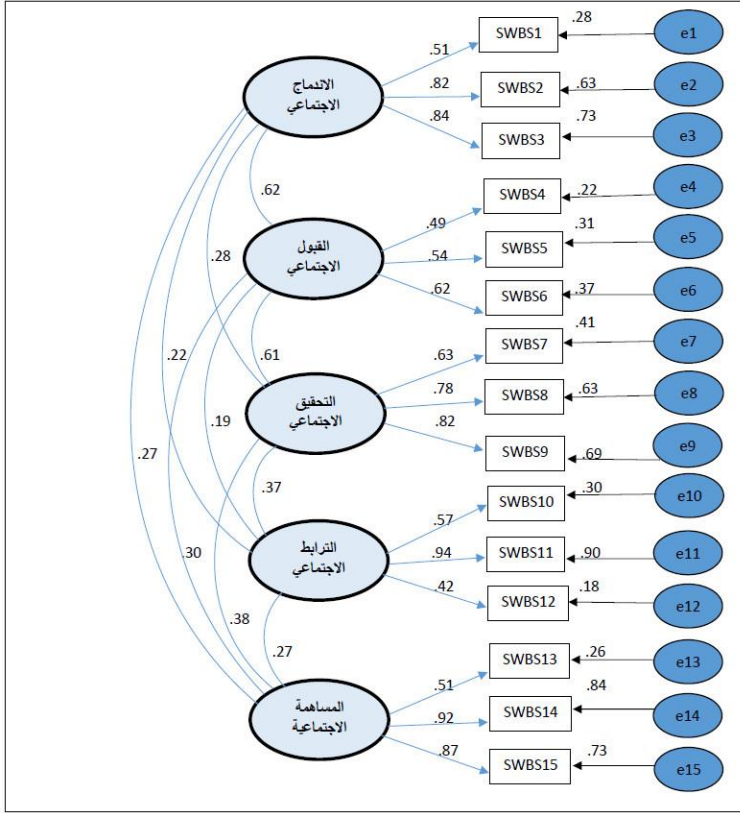 .28
SWBS1
e1
.51
.82
SWBS2
.63
e2
الاندماج
الاجتماعي
.84
SWBS3
.73
e3
.62
SWBS4
.22
e4
.49
القبول
الاجتماعي
.54
SWBS5
.31
e5
.28
.62
SWBS6
.37
e6
.41
SWBS7
e7
.22
.61
.63
.78
SWBS8
.63
e8
التحقيق
الاجتماعي
.19
.82
SWBS9
.69
e9
.27
.37
SWBS10
.30
e10
.57
الترابط
الاجتماعي
.94
SWBS11
.90
e11
.30
.42
SWBS12
.18
e12
.38
.27
SWBS13
.26
e13
.51
.84
المساهمة
الاجتماعية
.92
SWBS14
e14
.87
SWBS15
.73
e15